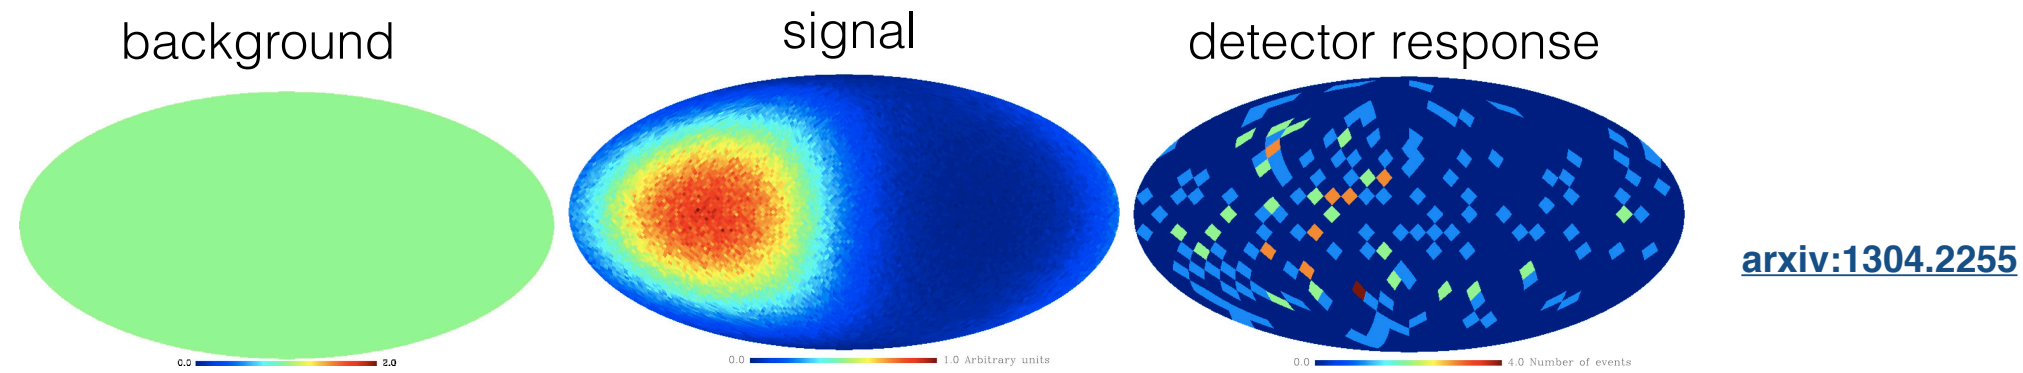 background
signal
detector response
arxiv:1304.2255
0.0 2.0
0.0 1.0 Arbitrary units
0.0 4.0 Number of events